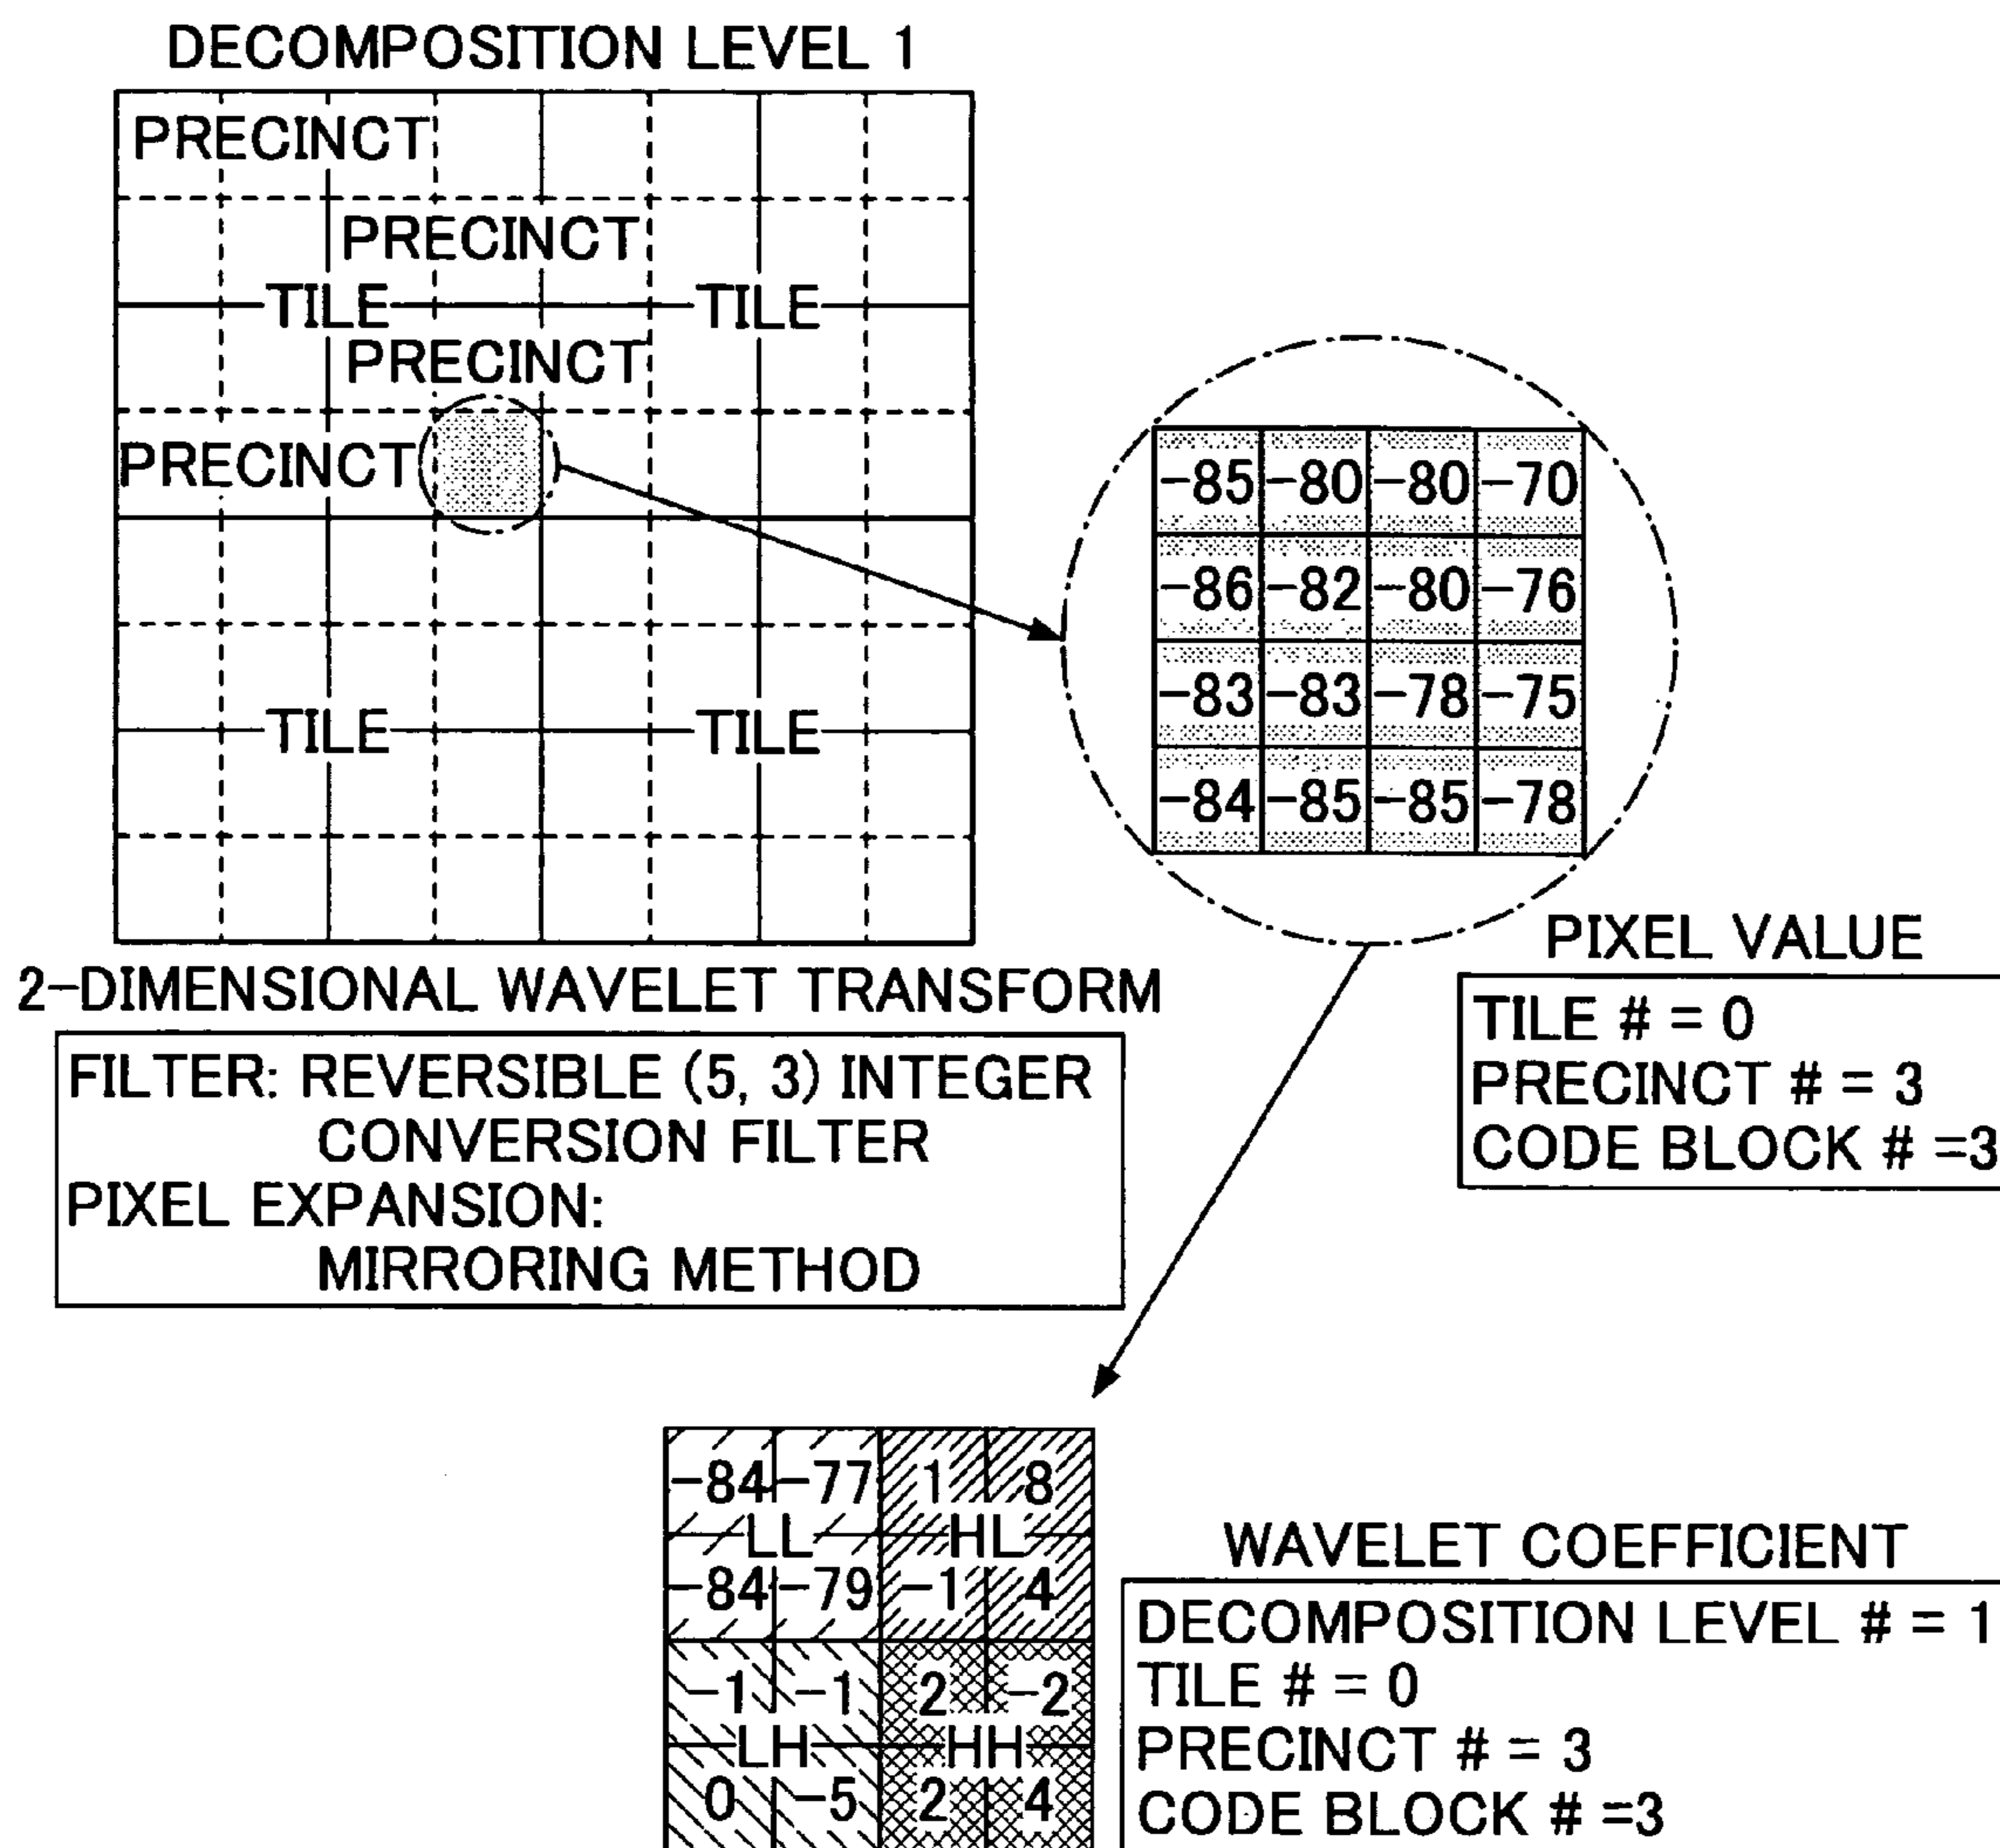 DECOMPOSITION LEVEL 1
PRECINCT
PRECINCT
TILE TILE
PRECINCT
PRECINCT
TILE TILE
-85 -80 -80 -70
-86 -82 -80 -76
-83 -83 -78 -75
-84 -85 -85 -78
PIXEL VALUE
TILE # = 0
PRECINCT # = 3
CODE BLOCK # =3
2-DIMENSIONAL WAVELET TRANSFORM
FILTER: REVERSIBLE (5, 3) INTEGER
CONVERSION FILTER
PIXEL EXPANSION:
MIRRORING METHOD
-84 -77 1 8
LL HL
-84 -79 -1 4
-1 -1 2 -2
LH HH
0 -5 2 4
WAVELET COEFFICIENT
DECOMPOSITION LEVEL # = 1
TILE # = 0
PRECINCT # = 3
CODE BLOCK # =3